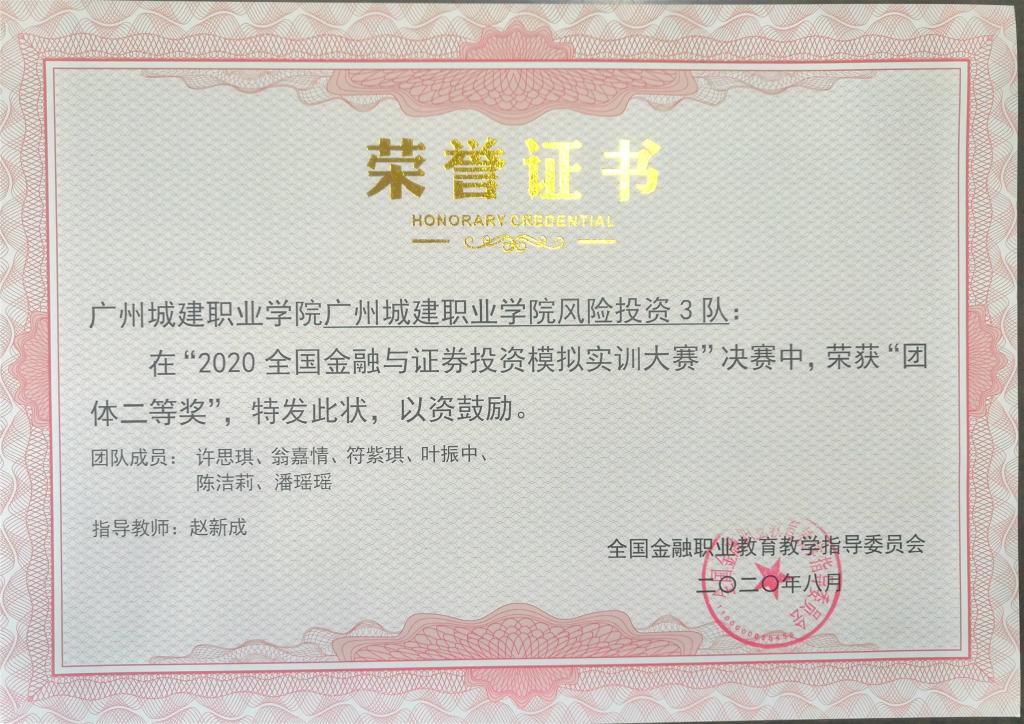 荣誉证书
HONORARY CREDENTIAL
广州城建职业学院广州城建职业学院风险投资3队：
在“2020全国金融与证券投资模拟实训大赛”决赛中，荣获“团
体二等奖”，特发此状，以资鼓励。
团队成员： 许思琪、翁嘉情、符紫琪、叶振中、
陈洁莉、潘瑶瑶
指导教师：赵新成
全国金融职业教育教学指导委员会
二〇二〇年八月